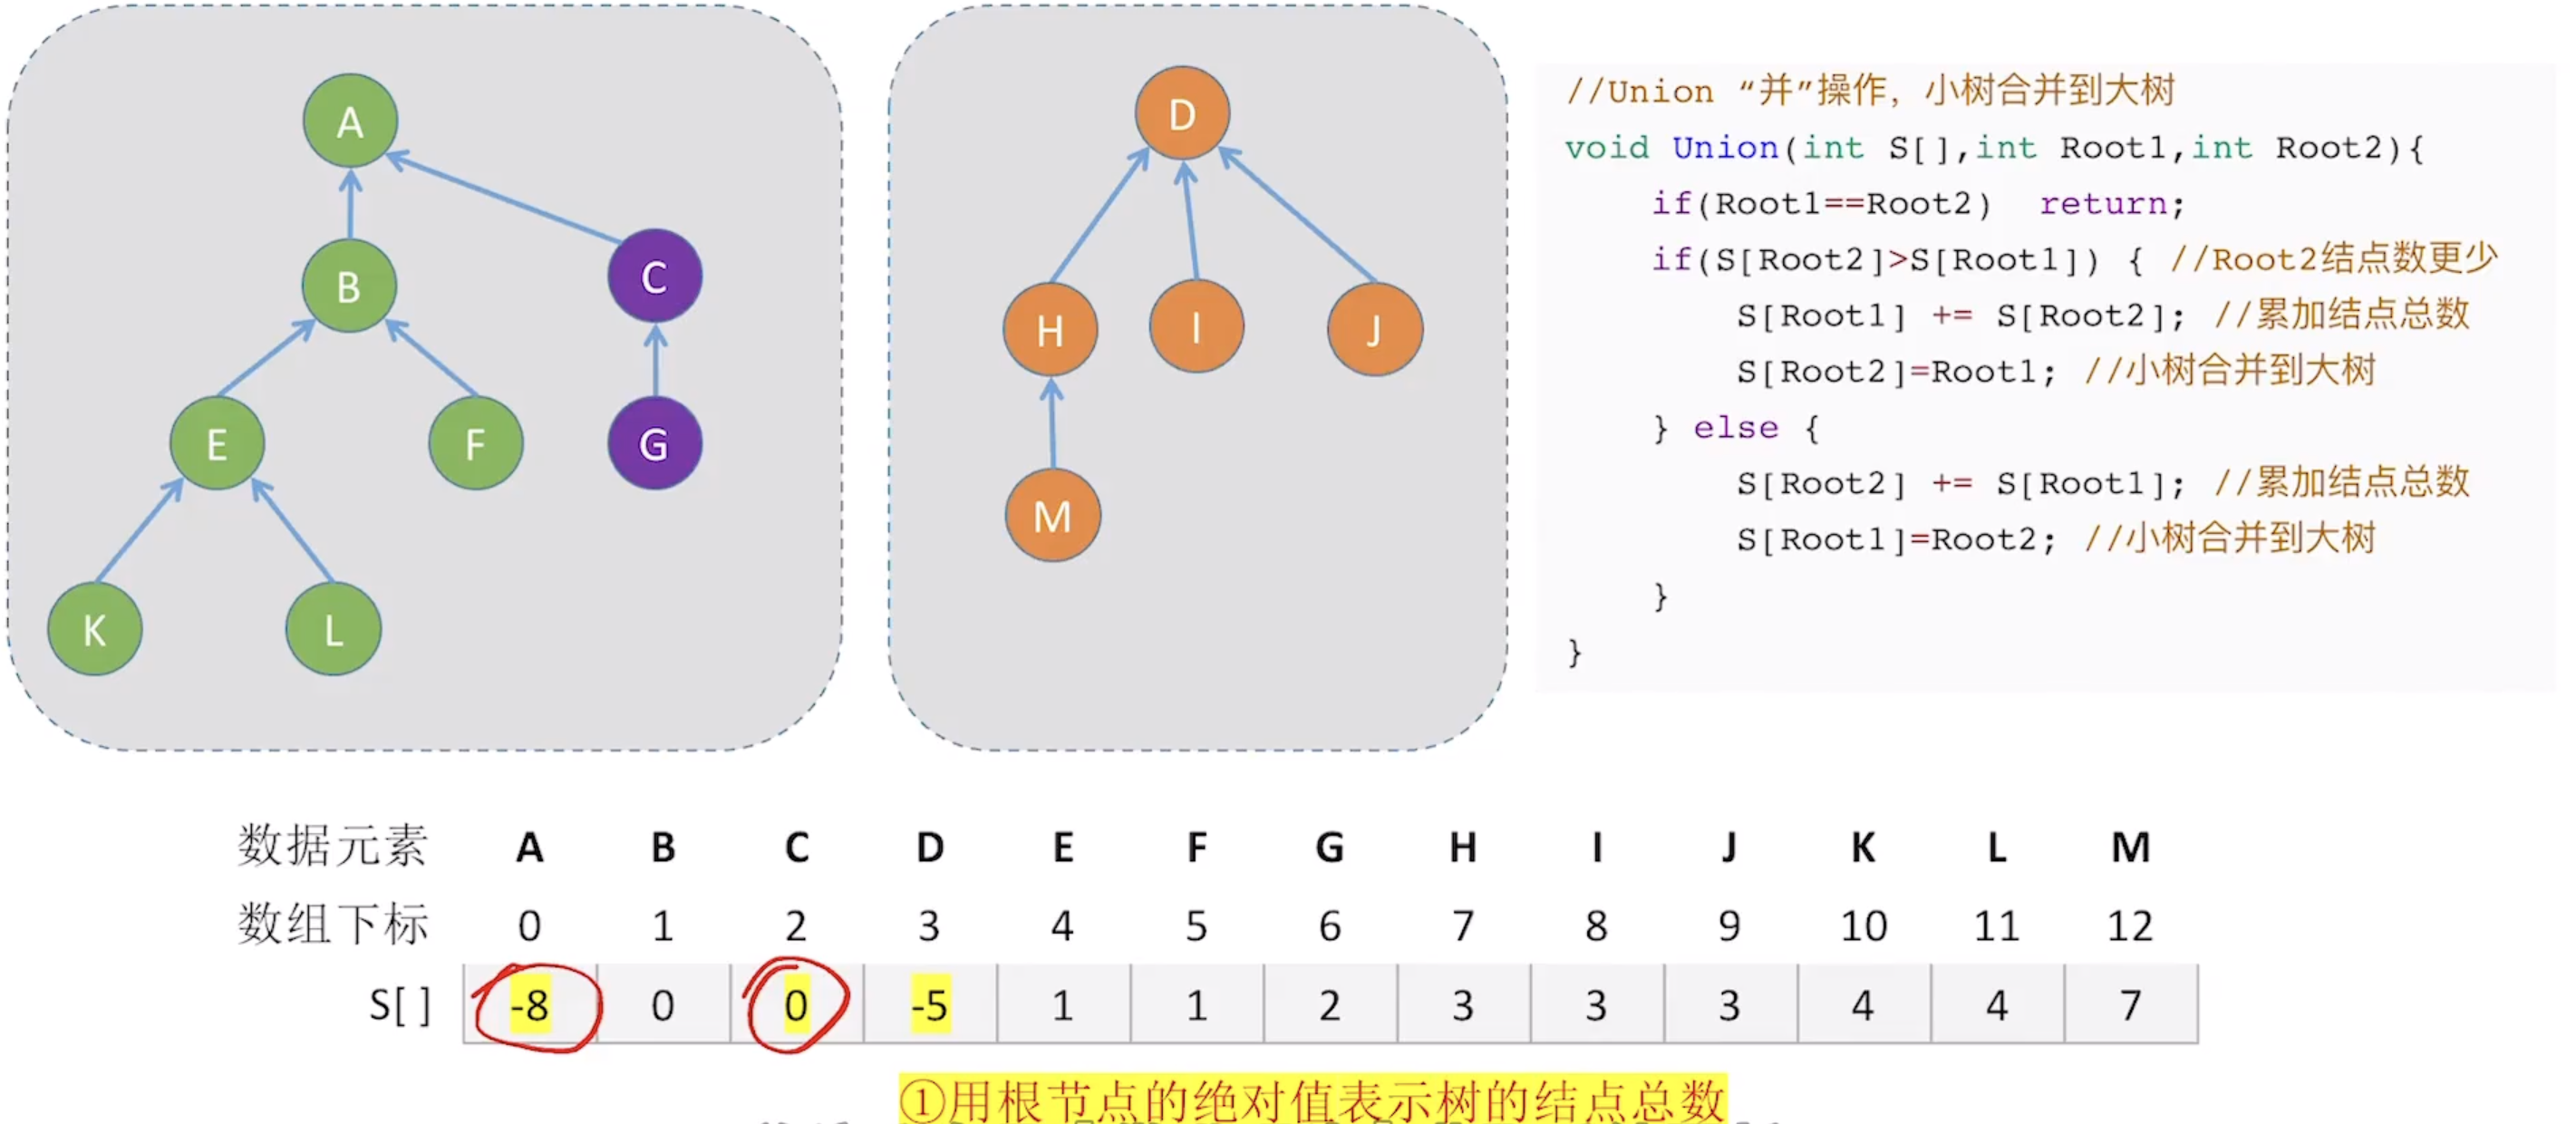 A
B
C
E
F
G
K
L
D
H
I
J
M
//Union “并”操作，小树合并到大树
void Union(int S[],int Root1,int Root2){
if(Root1==Root2)  return;
if(S[Root2]>S[Root1]) { //Root2结点数更少
S[Root1] += S[Root2]; //累加结点总数
S[Root2]=Root1; //小树合并到大树
} else {
S[Root2] += S[Root1]; //累加结点总数
S[Root1]=Root2; //小树合并到大树
}
}
数据元素 A B C D E F G H I J K L M
数组下标 0 1 2 3 4 5 6 7 8 9 10 11 12
S[] -8 0 0 -5 1 1 2 3 3 3 4 4 7
①用根节点的绝对值表示树的结点总数